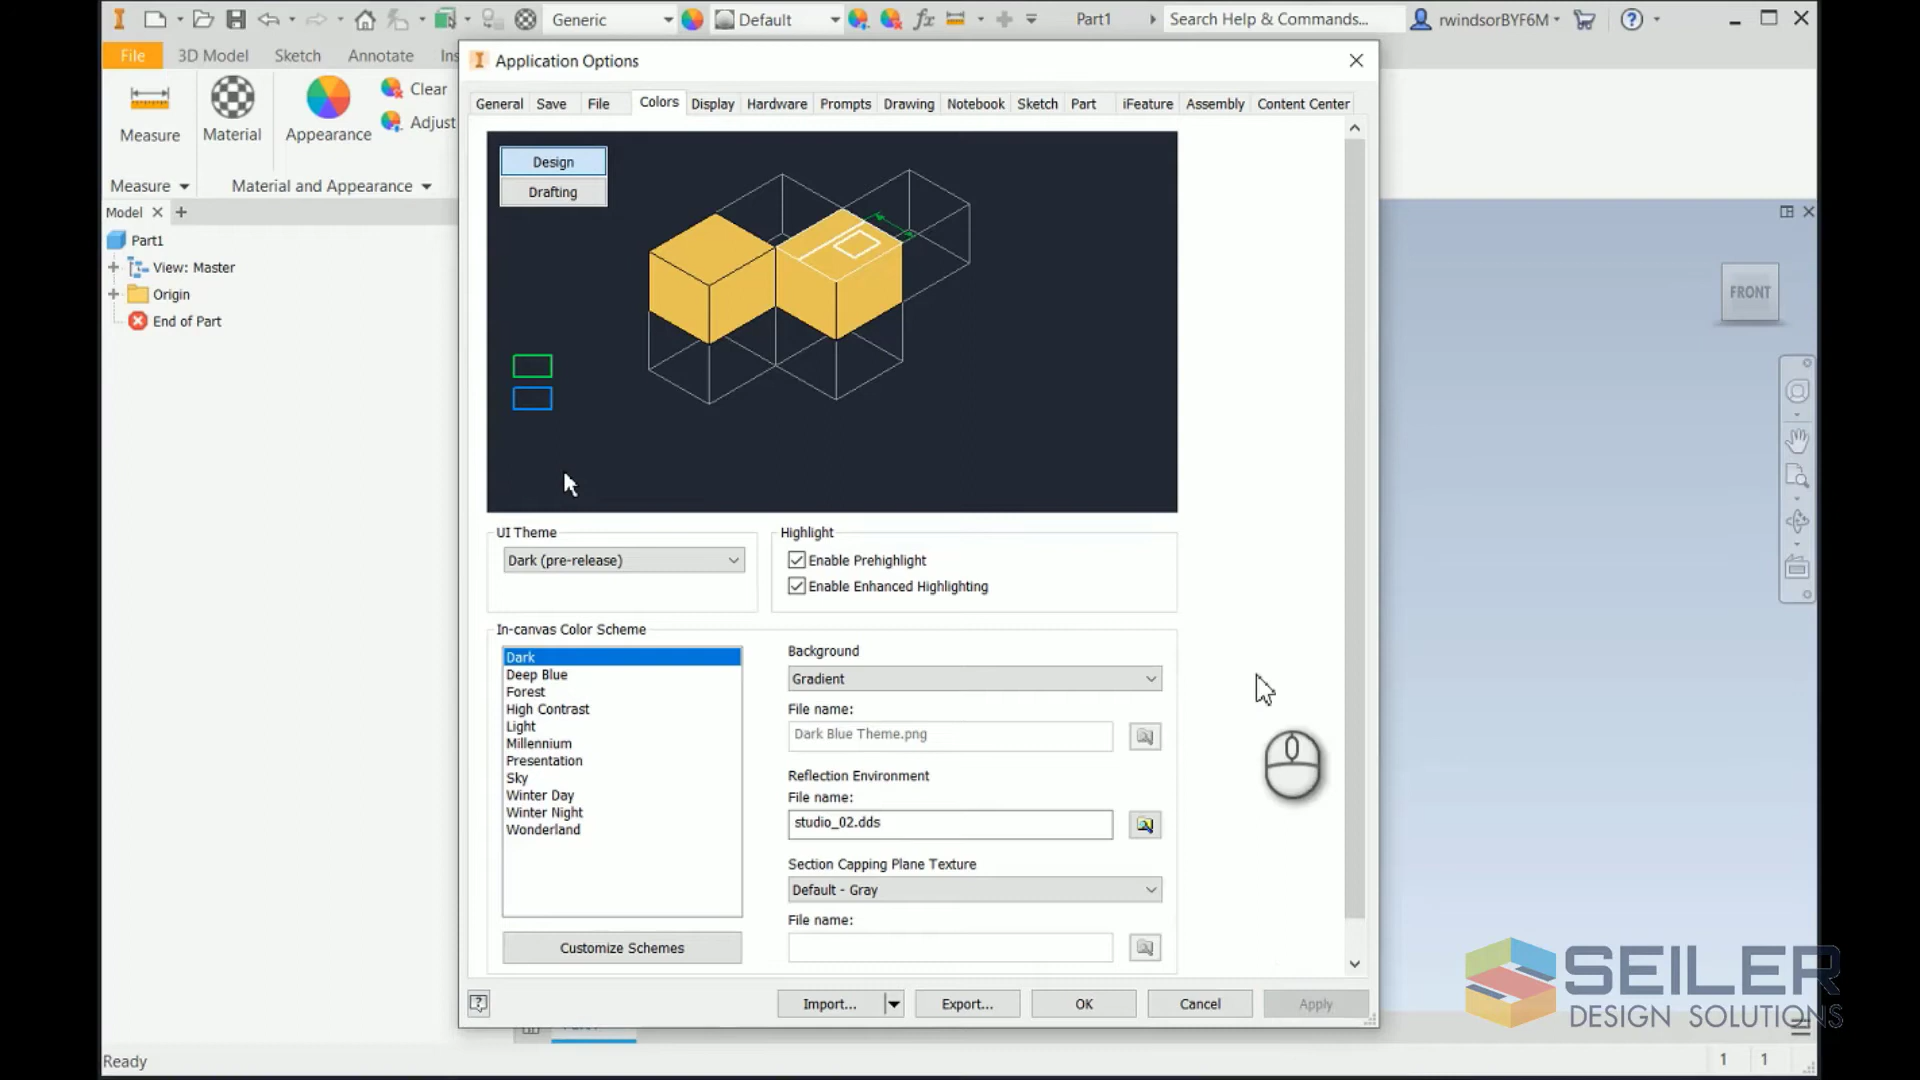 Generic
Default
Part1
Search Help & Commands...
rwindsorBYF6M
File
3D Model
Sketch
Annotate
Measure
Material
Appearance
Clear
Adjust
Measure
Material and Appearance
Model
Part1
View: Master
Origin
End of Part
Application Options
General
Save
File
Colors
Display
Hardware
Prompts
Drawing
Notebook
Sketch
Part
iFeature
Assembly
Content Center
Design
Drafting
UI Theme
Dark (pre-release)
Highlight
Enable Prehighlight
Enable Enhanced Highlighting
In-canvas Color Scheme
Dark
Deep Blue
Forest
High Contrast
Light
Millennium
Presentation
Sky
Winter Day
Winter Night
Wonderland
Customize Schemes
Background
Gradient
File name:
Dark Blue Theme.png
Reflection Environment
File name:
studio_02.dds
Section Capping Plane Texture
Default - Gray
File name:
Import...
Export...
OK
Cancel
Apply
FRONT
SEILER
DESIGN SOLUTIONS
Ready
1 1